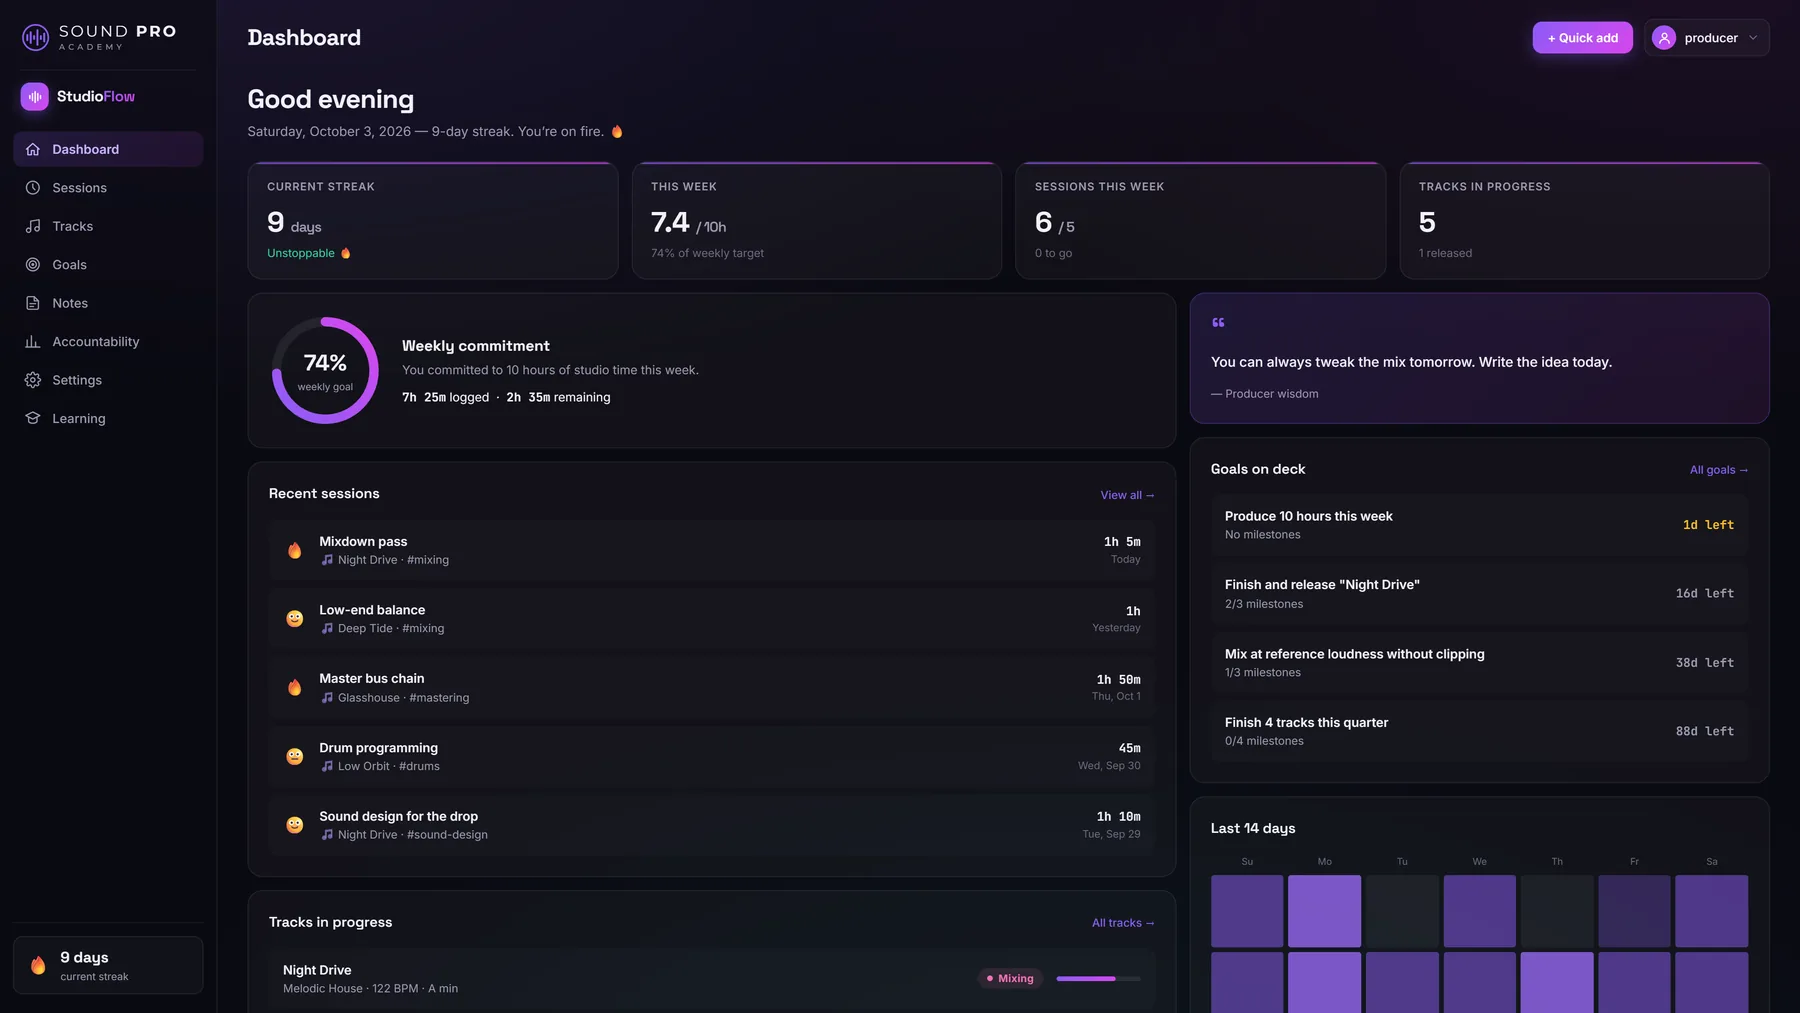 SOUND PRO
ACADEMY
StudioFlow
Dashboard
Sessions
Tracks
Goals
Notes
Accountability
Settings
Learning
9 days
current streak
Dashboard
+ Quick add
producer
Good evening
Saturday, October 3, 2026 — 9-day streak. You're on fire. 🔥
CURRENT STREAK
9 days
Unstoppable 🔥
THIS WEEK
7.4 / 10h
74% of weekly target
SESSIONS THIS WEEK
6 / 5
0 to go
TRACKS IN PROGRESS
5
1 released
74%
weekly goal
Weekly commitment
You committed to 10 hours of studio time this week.
7h 25m logged · 2h 35m remaining
Recent sessions
View all →
Mixdown pass
🎵 Night Drive · #mixing
1h 5m
Today
Low-end balance
🎵 Deep Tide · #mixing
1h
Yesterday
Master bus chain
🎵 Glasshouse · #mastering
1h 50m
Thu, Oct 1
Drum programming
🎵 Low Orbit · #drums
45m
Wed, Sep 30
Sound design for the drop
🎵 Night Drive · #sound-design
1h 10m
Tue, Sep 29
Tracks in progress
All tracks →
Night Drive
Melodic House · 122 BPM · A min
Mixing
“
You can always tweak the mix tomorrow. Write the idea today.
— Producer wisdom
Goals on deck
All goals →
Produce 10 hours this week
No milestones
1d left
Finish and release "Night Drive"
2/3 milestones
16d left
Mix at reference loudness without clipping
1/3 milestones
38d left
Finish 4 tracks this quarter
0/4 milestones
88d left
Last 14 days
Su Mo Tu We Th Fr Sa